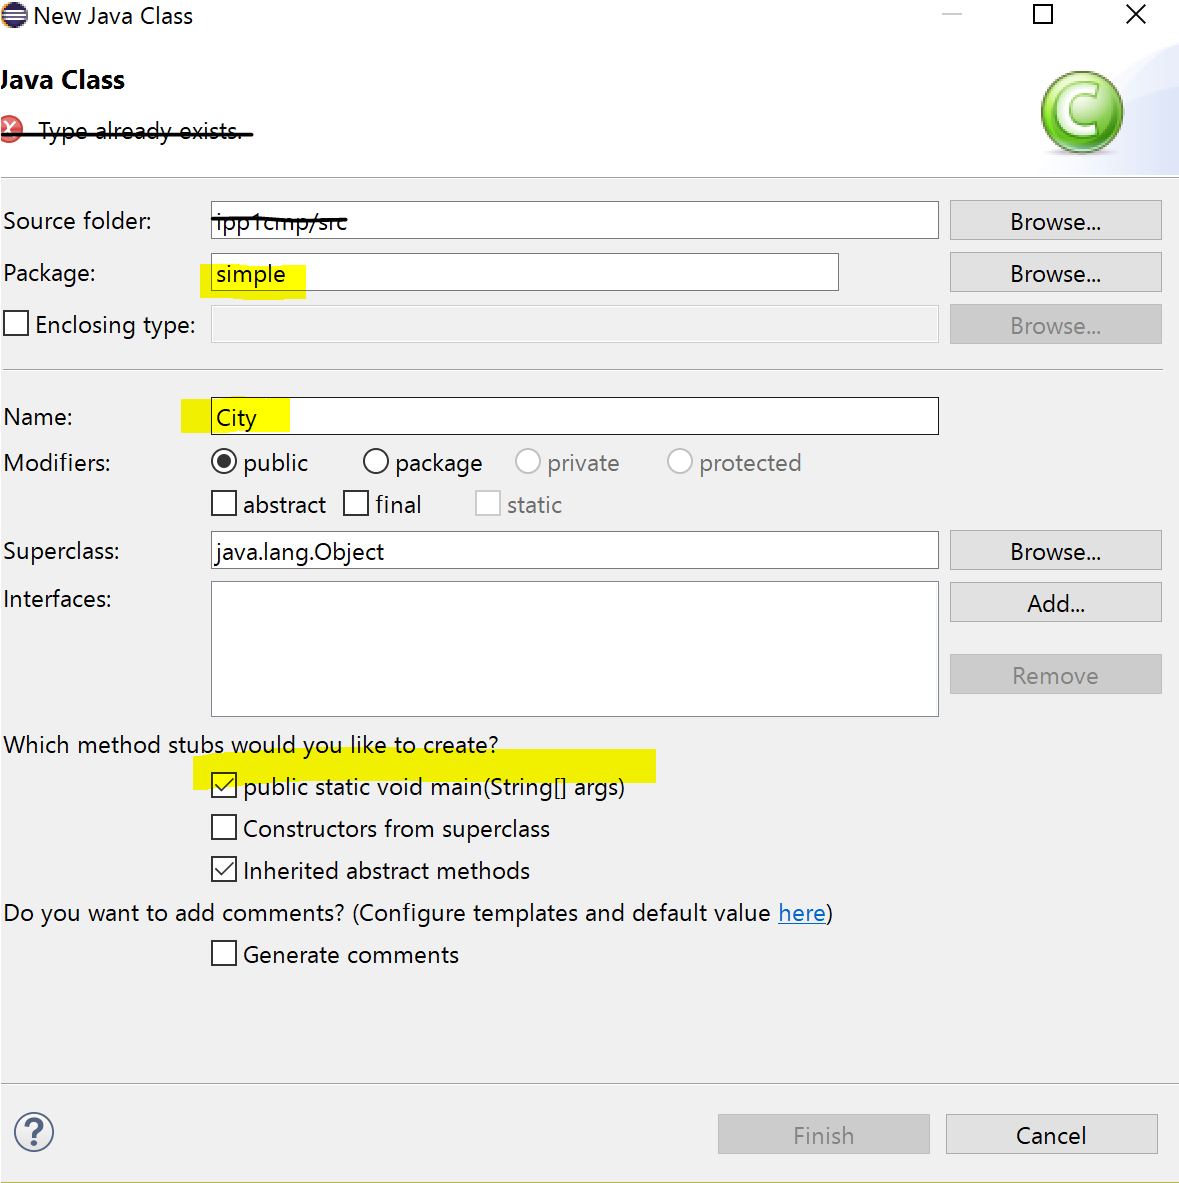 New Java Class
Java Class
Type already exists.
Source folder: ipp1cmp/src Browse...
Package: simple Browse...
Enclosing type: Browse...
Name: City
Modifiers: public package private protected
abstract final static
Superclass: java.lang.Object Browse...
Interfaces: Add...
Remove
Which method stubs would you like to create?
public static void main(String[] args)
Constructors from superclass
Inherited abstract methods
Do you want to add comments? (Configure templates and default value here)
Generate comments
? Finish Cancel